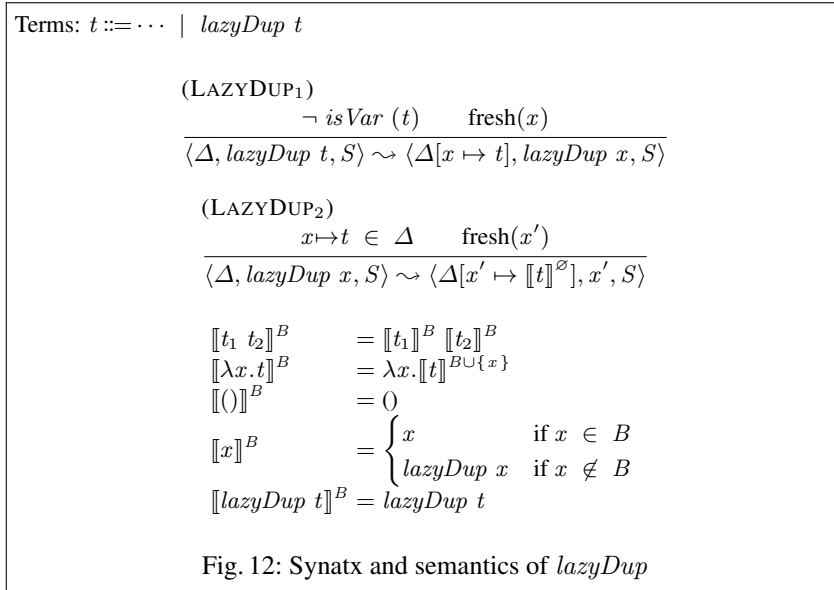 Terms: t ::= ··· | lazyDup t
(LAZYDUP₁)
¬ isVar (t)    fresh(x)
⟨Δ, lazyDup t, S⟩ ⇝ ⟨Δ[x ↦ t], lazyDup x, S⟩
(LAZYDUP₂)
x↦t ∈ Δ    fresh(x′)
⟨Δ, lazyDup x, S⟩ ⇝ ⟨Δ[x′ ↦ ⟦t⟧^∅], x′, S⟩
⟦t₁ t₂⟧^B = ⟦t₁⟧^B ⟦t₂⟧^B
⟦λx.t⟧^B = λx.⟦t⟧^{B∪{x}}
⟦()⟧^B = ()
⟦x⟧^B = { x if x ∈ B
lazyDup x if x ∉ B
⟦lazyDup t⟧^B = lazyDup t
Fig. 12: Synatx and semantics of lazyDup